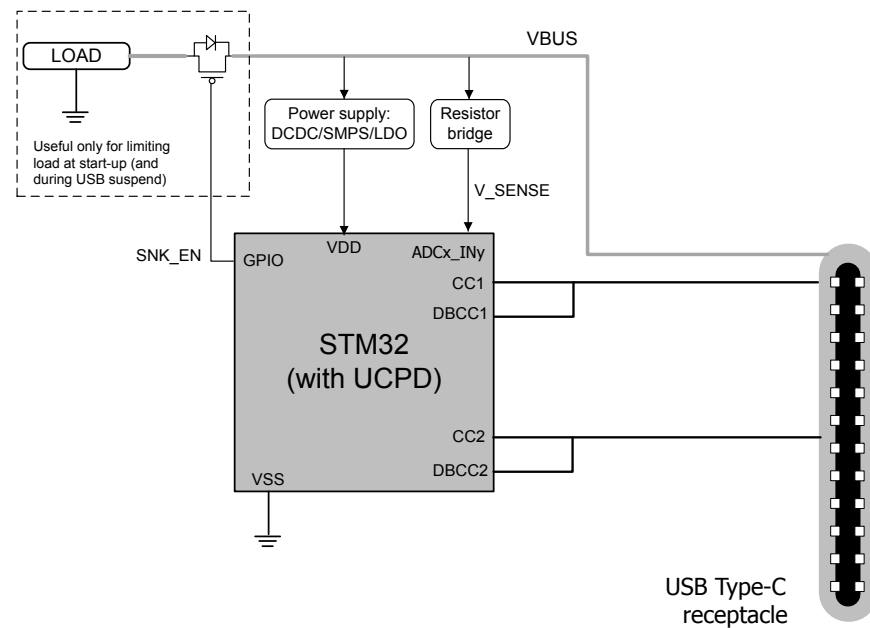 VBUS
LOAD
Power supply:
DCDC/SMPS/LDO
Resistor
bridge
Useful only for limiting
load at start-up (and
during USB suspend)
V_SENSE
SNK_EN
GPIO
VDD
ADCx_INy
CC1
DBCC1
STM32
(with UCPD)
CC2
DBCC2
VSS
USB Type-C
receptacle